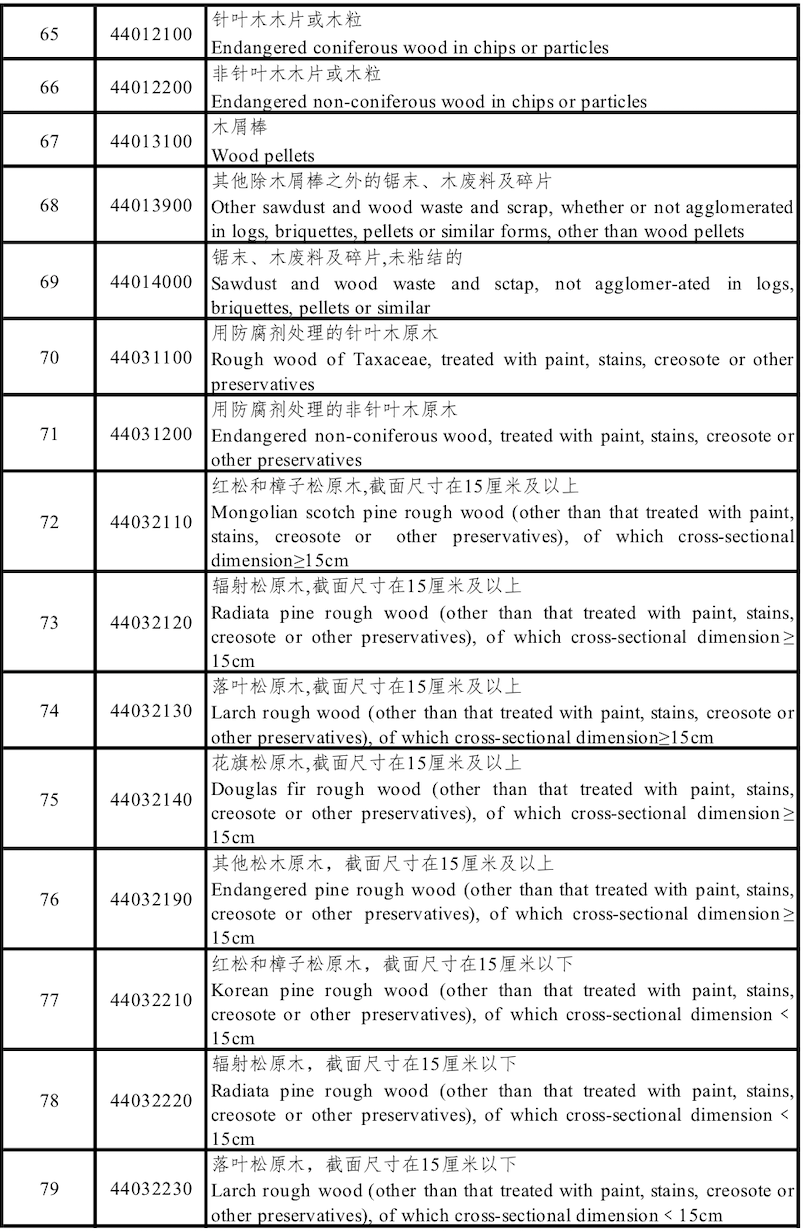 65 44012100 针叶木木片或木粒
Endangered coniferous wood in chips or particles
66 44012200 非针叶木木片或木粒
Endangered non-coniferous wood in chips or particles
67 44013100 木屑棒
Wood pellets
68 44013900 其他除木屑棒之外的锯末、木废料及碎片
Other sawdust and wood waste and scrap, whether or not agglomerated
in logs, briquettes, pellets or similar forms, other than wood pellets
69 44014000 锯末、木废料及碎片,未粘结的
Sawdust and wood waste and sctap, not agglomer-ated in logs,
briquettes, pellets or similar
70 44031100 用防腐剂处理的针叶木原木
Rough wood of Taxaceae, treated with paint, stains, creosote or other
preservatives
71 44031200 用防腐剂处理的非针叶木原木
Endangered non-coniferous wood, treated with paint, stains, creosote or
other preservatives
72 44032110 红松和樟子松原木,截面尺寸在15厘米及以上
Mongolian scotch pine rough wood (other than that treated with paint,
stains, creosote or other preservatives), of which cross-sectional
dimension≥15cm
73 44032120 辐射松原木,截面尺寸在15厘米及以上
Radiata pine rough wood (other than that treated with paint, stains,
creosote or other preservatives), of which cross-sectional dimension≥
15cm
74 44032130 落叶松原木,截面尺寸在15厘米及以上
Larch rough wood (other than that treated with paint, stains, creosote or
other preservatives), of which cross-sectional dimension≥15cm
75 44032140 花旗松原木,截面尺寸在15厘米及以上
Douglas fir rough wood (other than that treated with paint, stains,
creosote or other preservatives), of which cross-sectional dimension≥
15cm
76 44032190 其他松木原木，截面尺寸在15厘米及以上
Endangered pine rough wood (other than that treated with paint, stains,
creosote or other preservatives), of which cross-sectional dimension≥
15cm
77 44032210 红松和樟子松原木，截面尺寸在15厘米以下
Korean pine rough wood (other than that treated with paint, stains,
creosote or other preservatives), of which cross-sectional dimension﹤
15cm
78 44032220 辐射松原木，截面尺寸在15厘米以下
Radiata pine rough wood (other than that treated with paint, stains,
creosote or other preservatives), of which cross-sectional dimension﹤
15cm
79 44032230 落叶松原木，截面尺寸在15厘米以下
Larch rough wood (other than that treated with paint, stains, creosote or
other preservatives), of which cross-sectional dimension﹤15cm